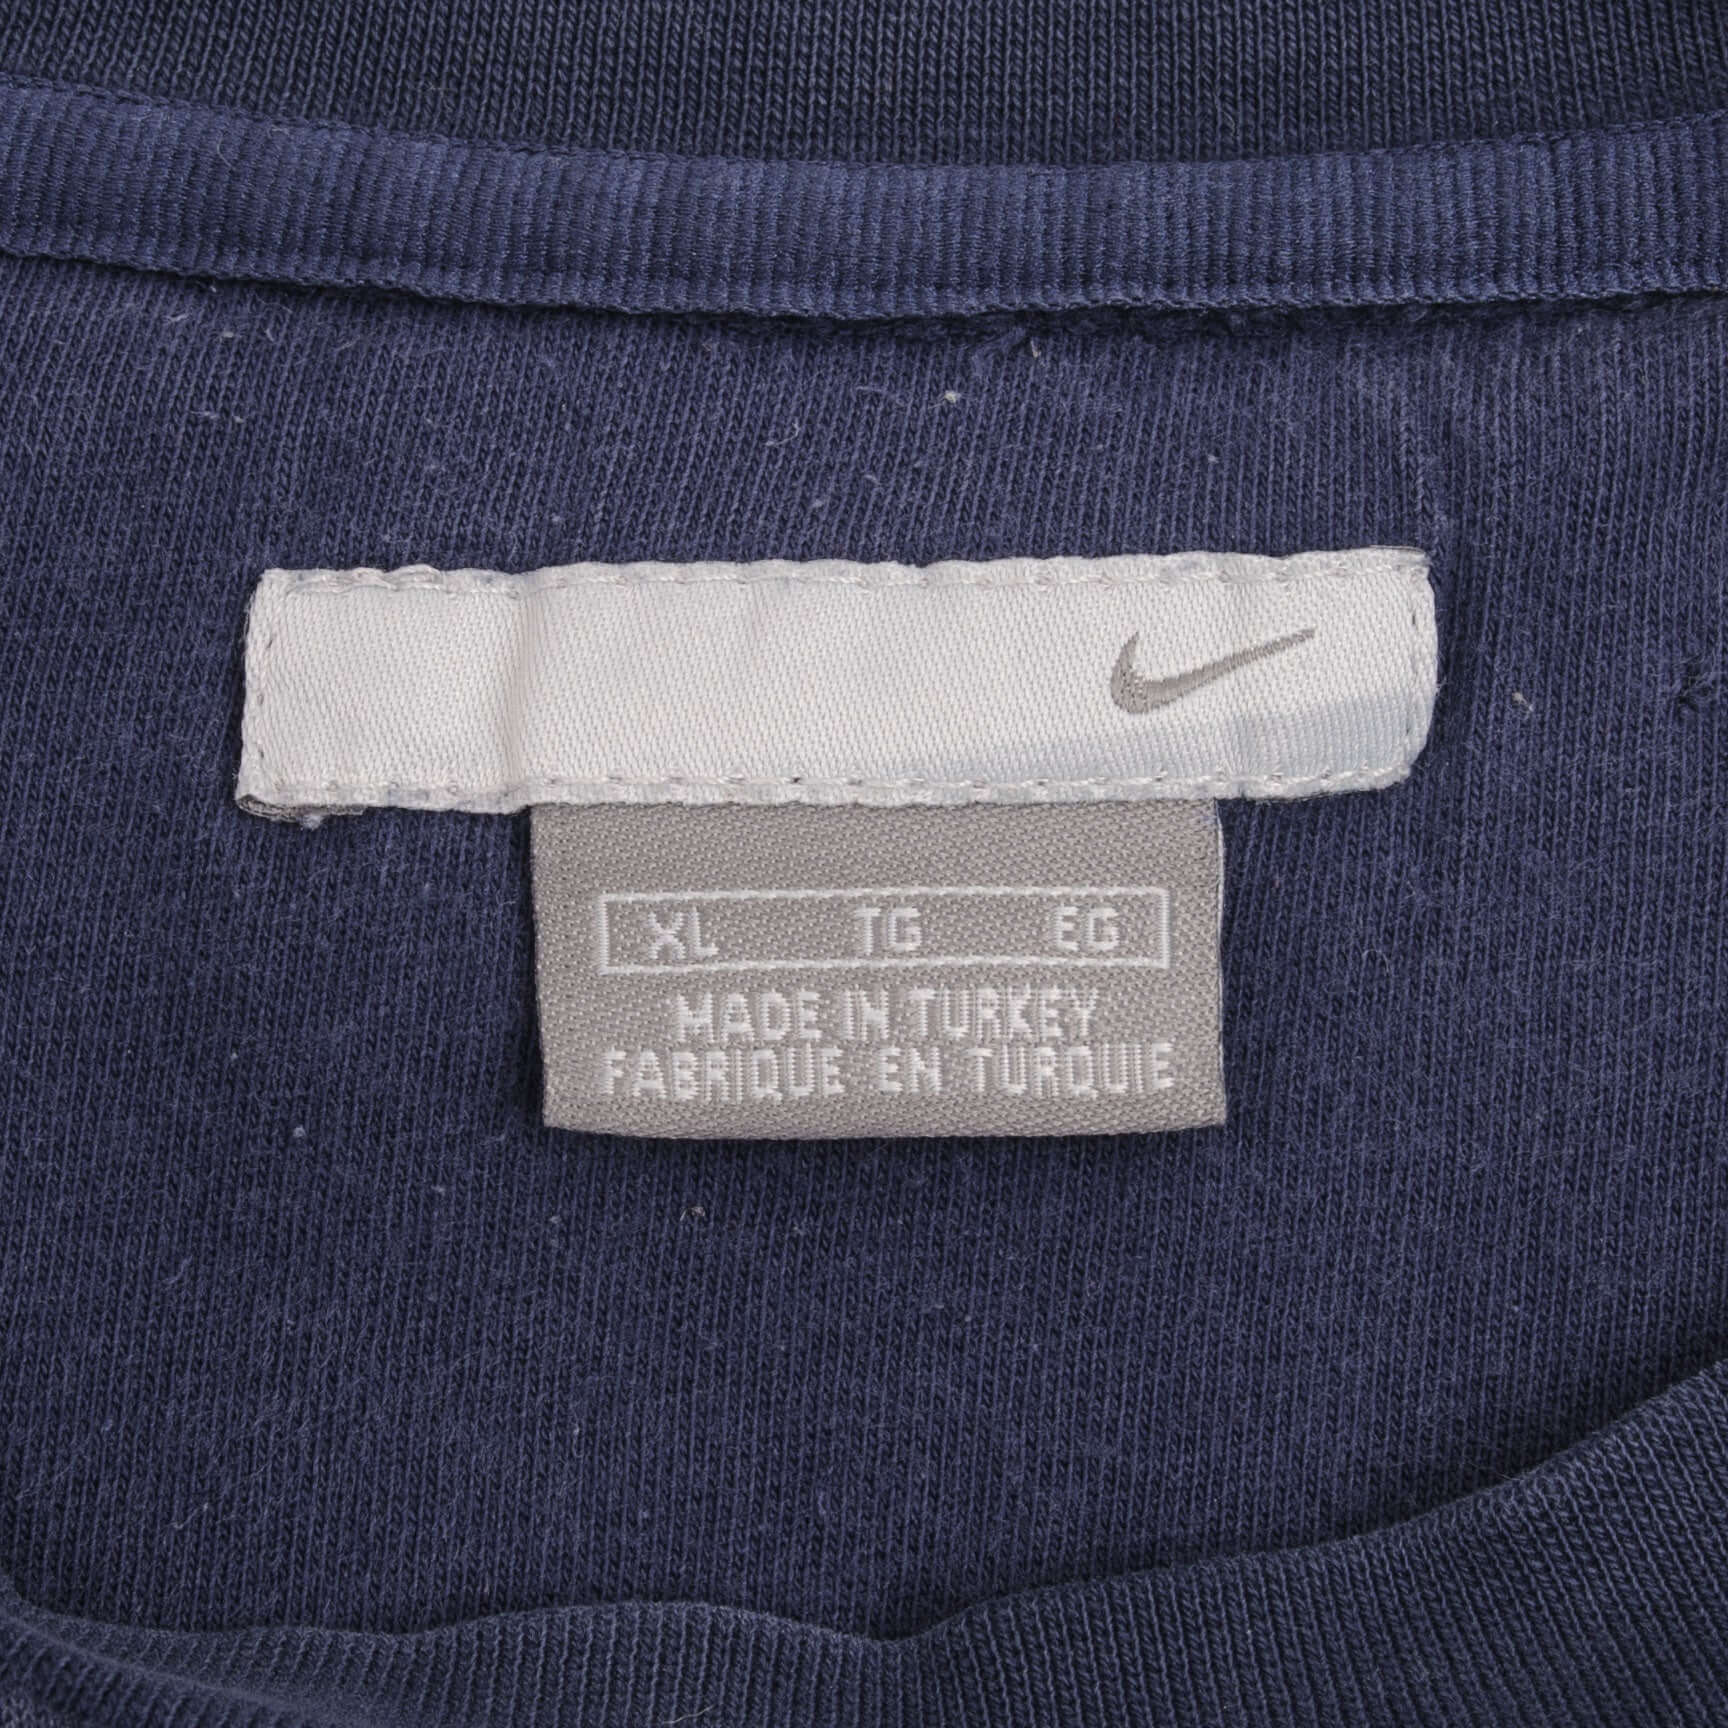 XL TG EG
MADE IN TURKEY
FABRIQUE EN TURQUIE